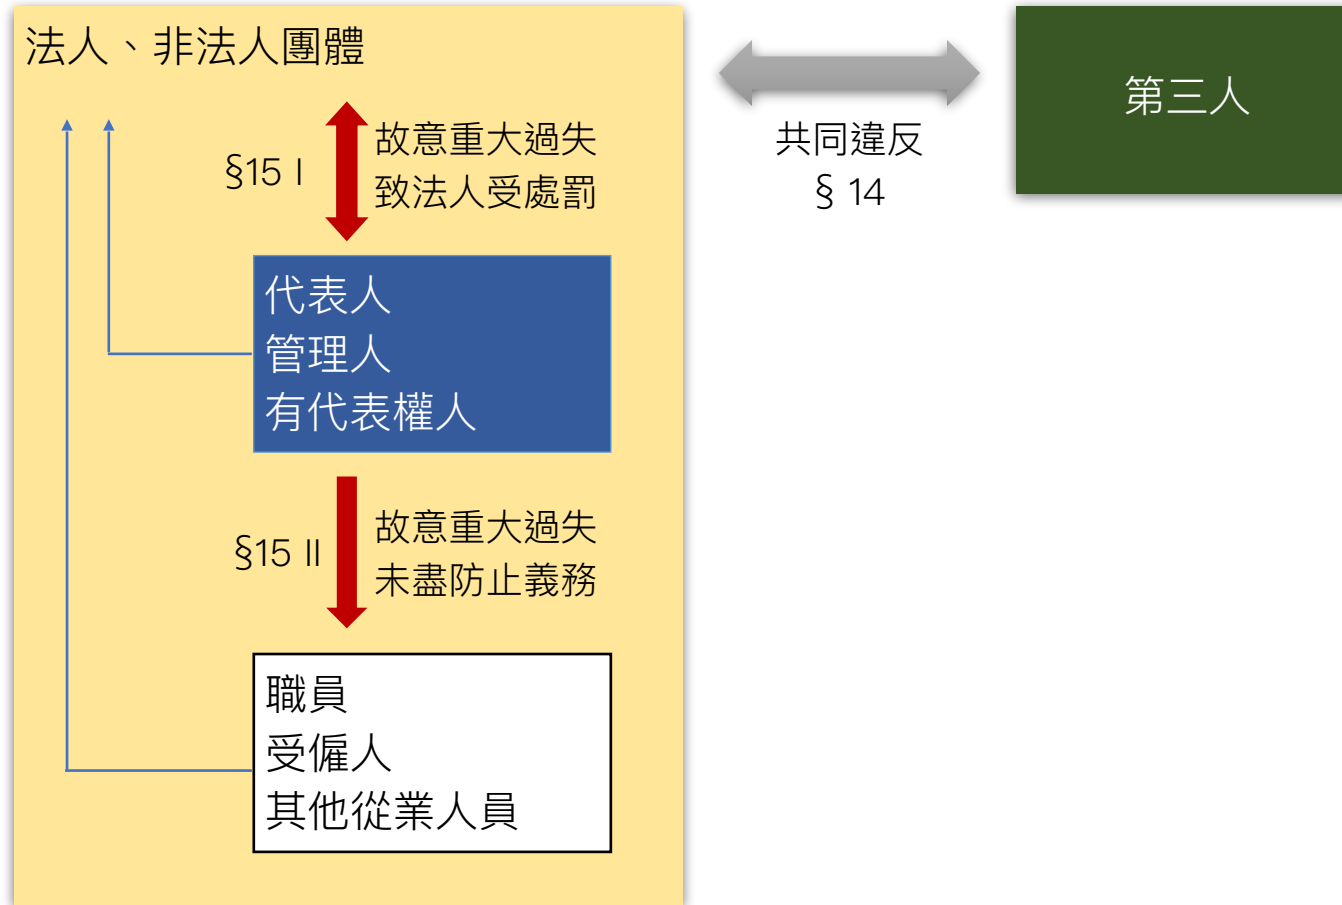 法人、非法人團體
第三人
共同違反
§ 14
§15 I
故意重大過失
致法人受處罰
代表人
管理人
有代表權人
§15 II
故意重大過失
未盡防止義務
職員
受僱人
其他從業人員